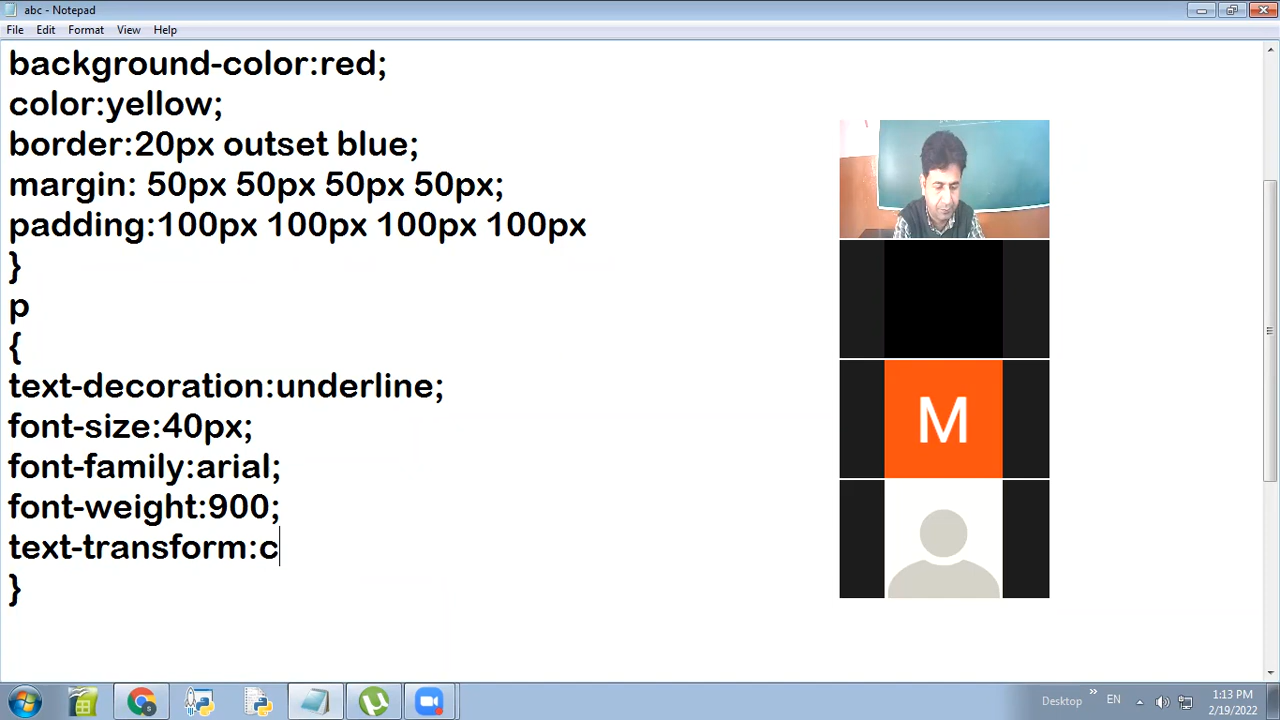 abc - Notepad
File Edit Format View Help
background-color:red;
color:yellow;
border:20px outset blue;
margin: 50px 50px 50px 50px;
padding:100px 100px 100px 100px
}
p
{
text-decoration:underline;
font-size:40px;
font-family:arial;
font-weight:900;
text-transform:c
}
M
Desktop » EN 1:13 PM
2/19/2022